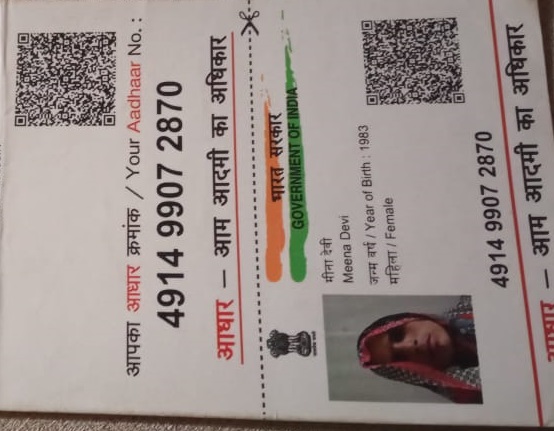 आपका आधार क्रमांक / Your Aadhaar No. :
4914 9907 2870
आधार – आम आदमी का अधिकार
भारत सरकार
GOVERNMENT OF INDIA
मीना देवी
Meena Devi
जन्म वर्ष / Year of Birth : 1983
महिला / Female
4914 9907 2870
आधार – आम आदमी का अधिकार